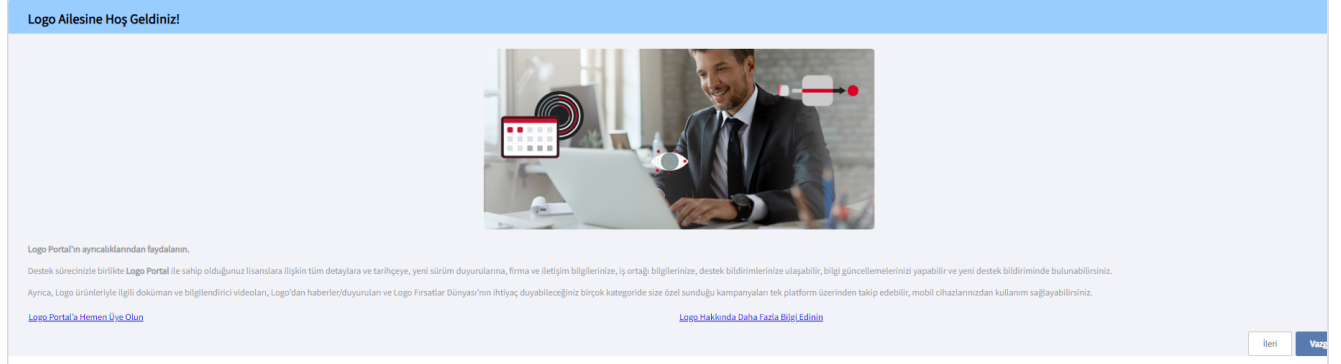 Logo Ailesine Hoş Geldiniz!
Logo Portal'ın ayrıcalıklarından faydalanın.
Destek sürecinizle birlikte Logo Portal ile sahip olduğunuz lisanslara ilişkin tüm detaylara ve tarihçeye, yeni sürüm duyurularına, firma ve iletişim bilgilerinize, iş ortağı bilgilerinize, destek bildirimlerinize ulaşabilir, bilgi güncellemelerinizi yapabilir ve yeni destek bildiriminde bulunabilirsiniz.
Ayrıca, Logo ürünleriyle ilgili doküman ve bilgilendirici videoları, Logo'dan haberler/duyuruları ve Logo Fırsatlar Dünyası'nın ihtiyaç duyabileceğiniz birçok kategoride size özel sunduğu kampanyaları tek platform üzerinden takip edebilir, mobil cihazlarınızdan kullanım sağlayabilirsiniz.
Logo Portal'a Hemen Üye Olun
Logo Hakkında Daha Fazla Bilgi Edinin
İleri